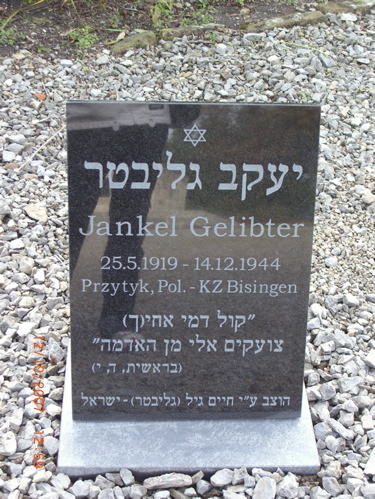 יעקב גליבטר
Jankel Gelibter
25.5.1919 - 14.12.1944
Przytyk, Pol. - KZ Bisingen
"קול דמי אחי(ך)
צועקים אלי מן האדמה"
(בראשית, ד, י)
הוצב ע"י חיים גיל (גליבטר) - ישראל